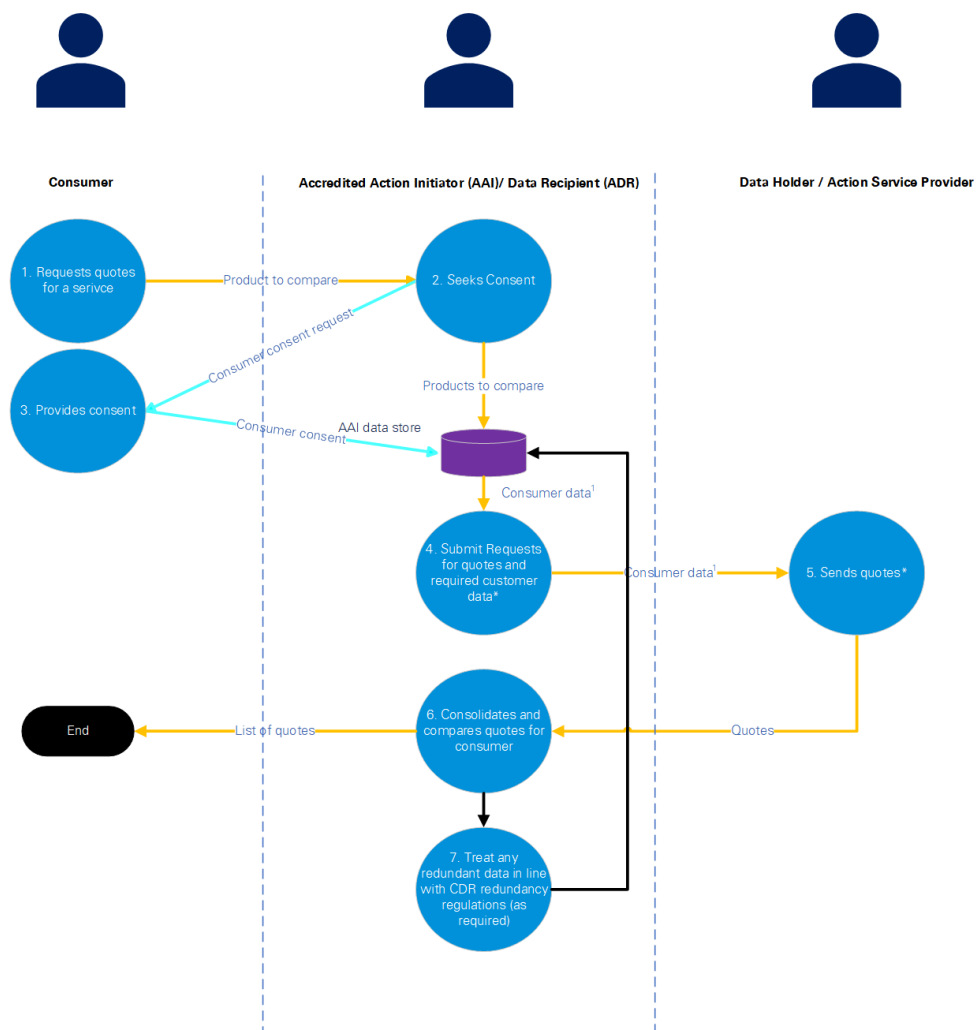 Consumer
Accredited Action Initiator (AAI)/ Data Recipient (ADR)
Data Holder / Action Service Provider
1. Requests quotes
for a serivce
Product to compare
2. Seeks Consent
Consumer consent request
3. Provides consent
Products to compare
Consumer consent
AAI data store
Consumer data¹
4. Submit Requests
for quotes and
required customer
data*
Consumer data¹
5. Sends quotes*
End
List of quotes
6. Consolidates and
compares quotes for
consumer
Quotes
7. Treat any
redundant data in line
with CDR redundancy
regulations (as
required)